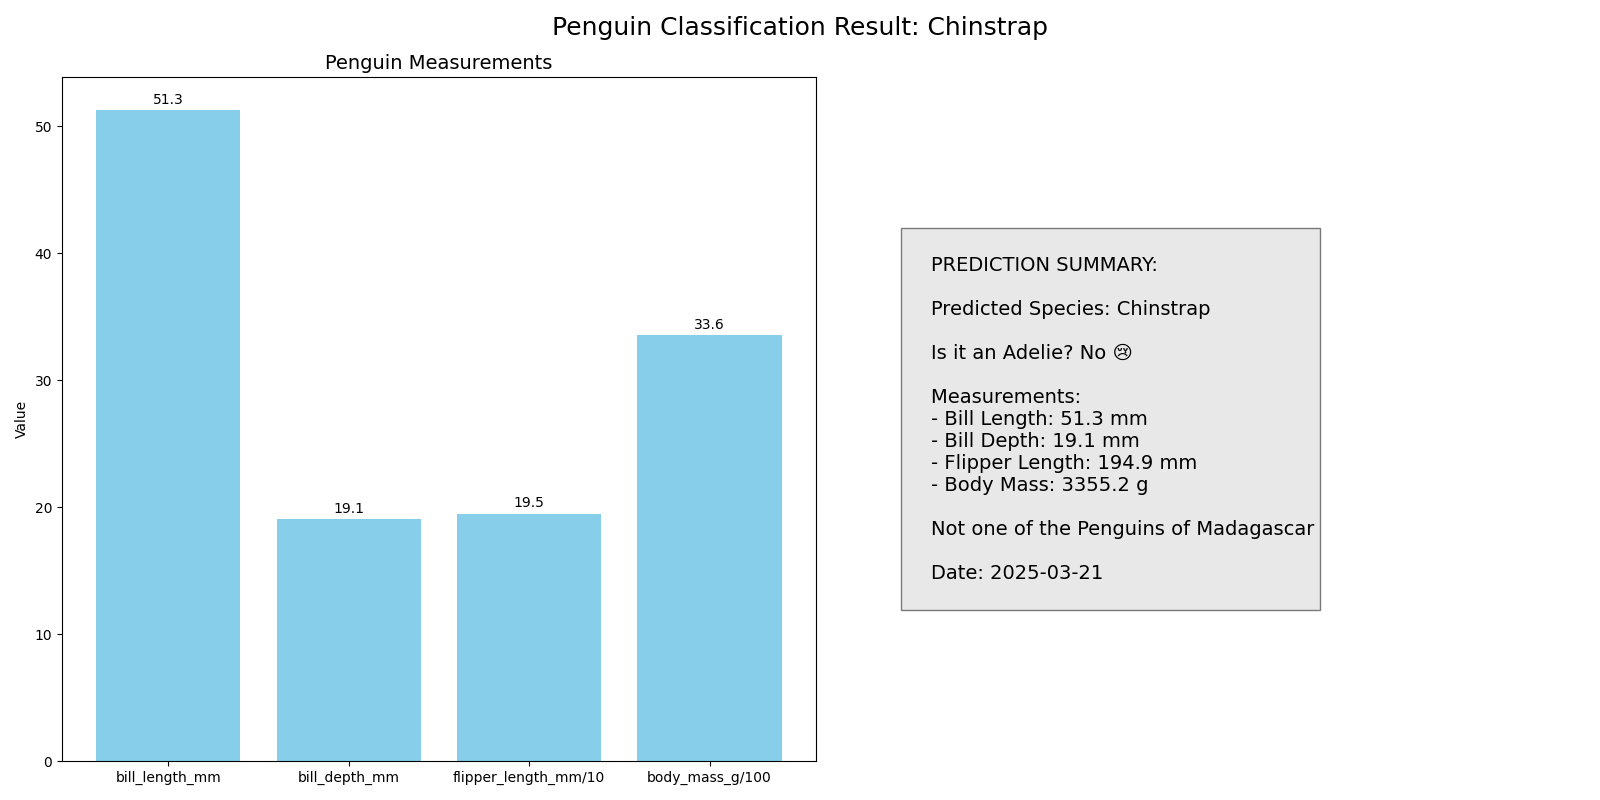 Penguin Classification Result: Chinstrap
Penguin Measurements
51.3
19.1
19.5
33.6
50
40
30
20
10
0
Value
bill_length_mm
bill_depth_mm
flipper_length_mm/10
body_mass_g/100
PREDICTION SUMMARY:
Predicted Species: Chinstrap
Is it an Adelie? No 😢
Measurements:
- Bill Length: 51.3 mm
- Bill Depth: 19.1 mm
- Flipper Length: 194.9 mm
- Body Mass: 3355.2 g
Not one of the Penguins of Madagascar
Date: 2025-03-21